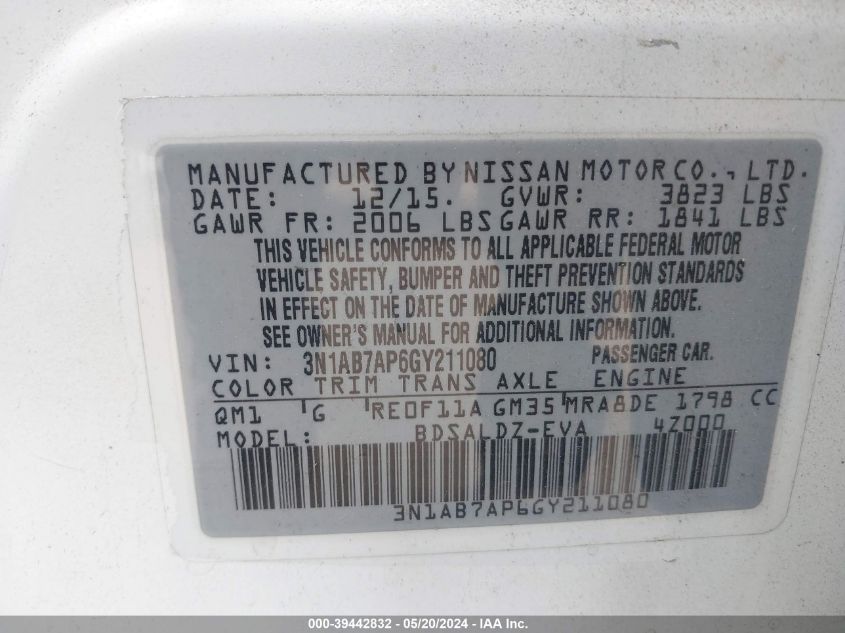 MANUFACTURED BY NISSAN MOTOR CO., LTD.
DATE: 12/15. GVWR: 3823 LBS
GAWR FR: 2006 LBS GAWR RR: 1841 LBS
THIS VEHICLE CONFORMS TO ALL APPLICABLE FEDERAL MOTOR
VEHICLE SAFETY, BUMPER AND THEFT PREVENTION STANDARDS
IN EFFECT ON THE DATE OF MANUFACTURE SHOWN ABOVE.
SEE OWNER'S MANUAL FOR ADDITIONAL INFORMATION.
VIN: 3N1AB7AP6GY211080 PASSENGER CAR.
COLOR TRIM TRANS AXLE ENGINE
QM1 G RE0F11A GM35 MRA8DE 1798 CC
MODEL: BDSALDZ-EVA 4Z000
3N1AB7AP6GY211080
000-39442832 - 05/20/2024 - IAA Inc.